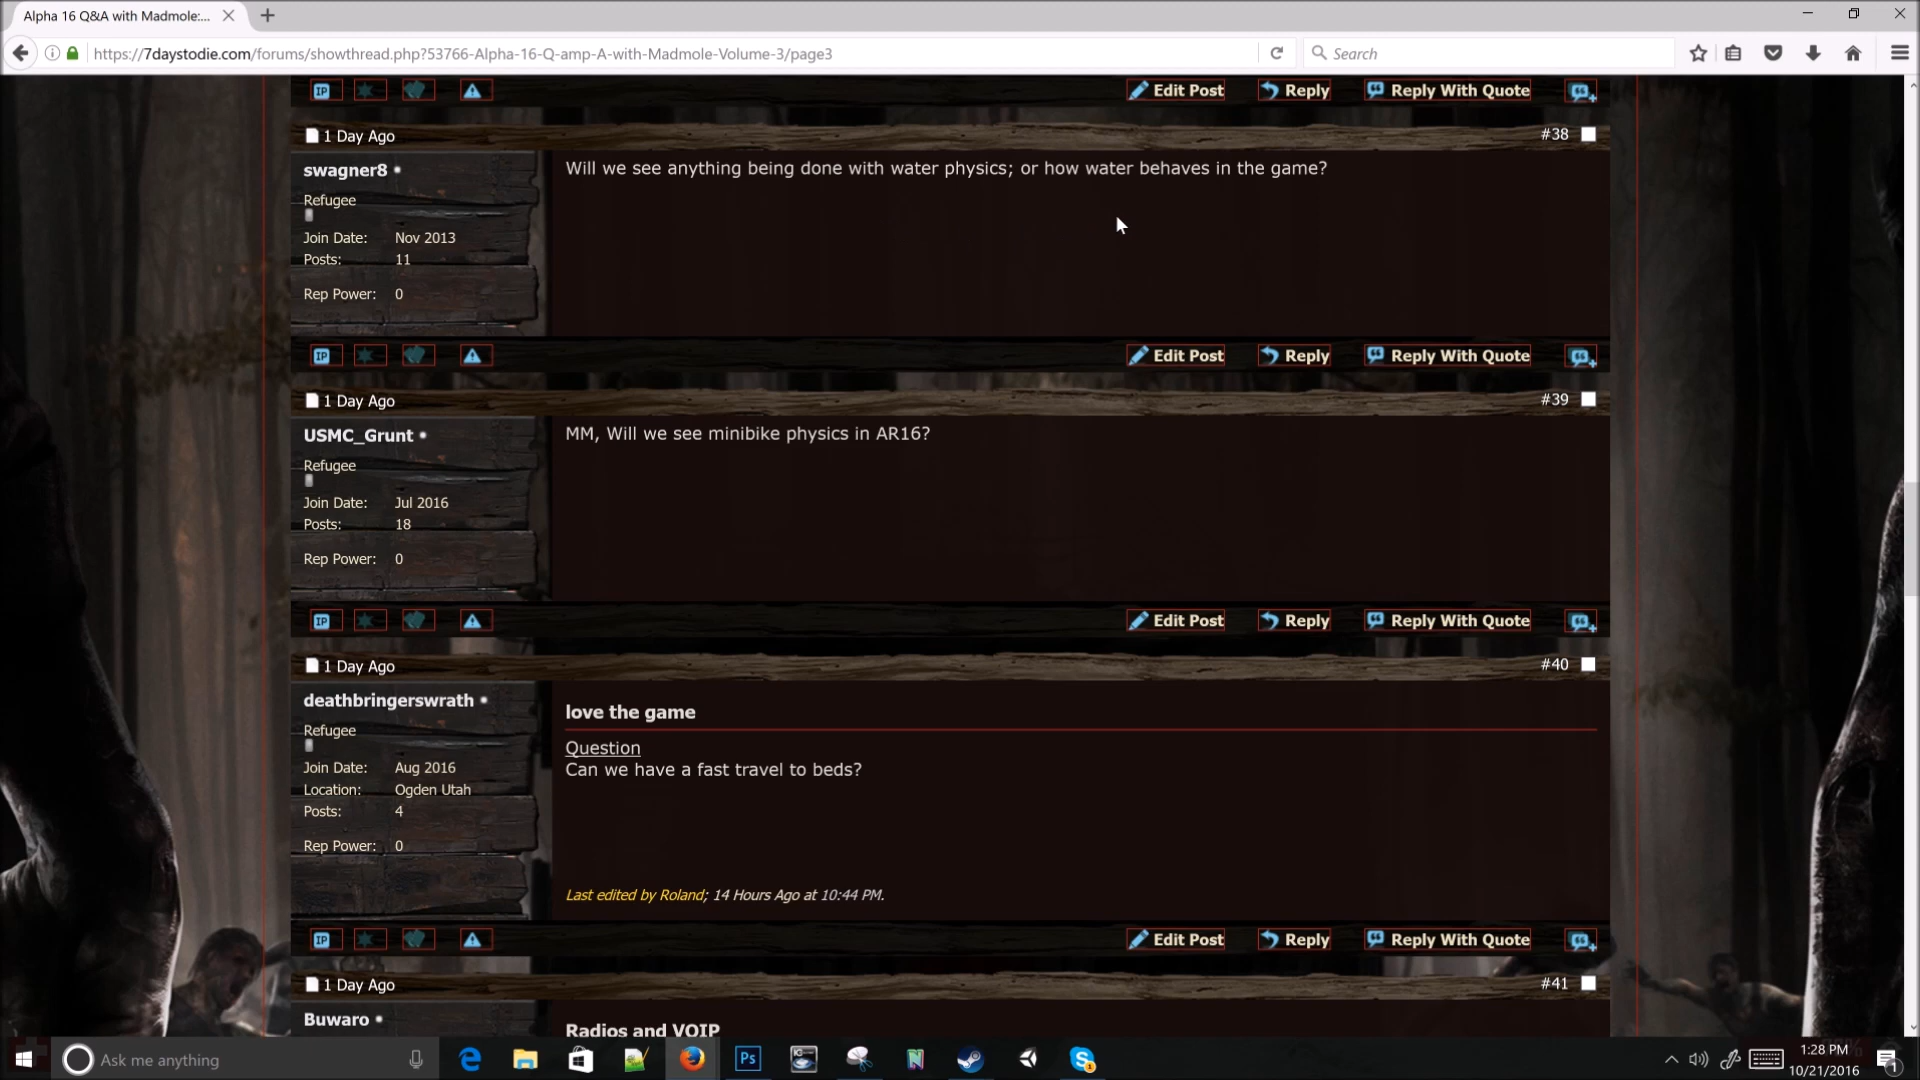 Alpha 16 Q&A with Madmole:...
https://7daystodie.com/forums/showthread.php?53766-Alpha-16-Q-amp-A-with-Madmole-Volume-3/page3
Search
IP
Edit Post
Reply
Reply With Quote
1 Day Ago
#38
swagner8
Refugee
Join Date: Nov 2013
Posts: 11
Rep Power: 0
Will we see anything being done with water physics; or how water behaves in the game?
IP
Edit Post
Reply
Reply With Quote
1 Day Ago
#39
USMC_Grunt
Refugee
Join Date: Jul 2016
Posts: 18
Rep Power: 0
MM, Will we see minibike physics in AR16?
IP
Edit Post
Reply
Reply With Quote
1 Day Ago
#40
deathbringerswrath
Refugee
Join Date: Aug 2016
Location: Ogden Utah
Posts: 4
Rep Power: 0
love the game
Question
Can we have a fast travel to beds?
Last edited by Roland; 14 Hours Ago at 10:44 PM.
IP
Edit Post
Reply
Reply With Quote
1 Day Ago
#41
Buwaro
Radios and VOIP
Ask me anything
Ps
1:28 PM
10/21/2016
1